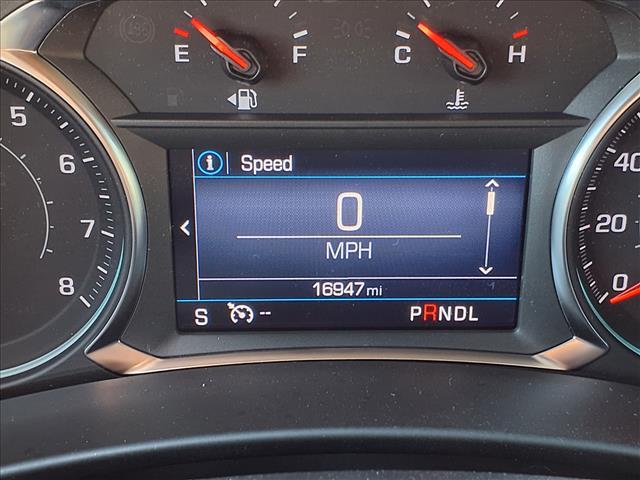 E F C H
5
6
7
8
Speed
0
MPH
16947 mi
S -- PRNDL
40
20
0